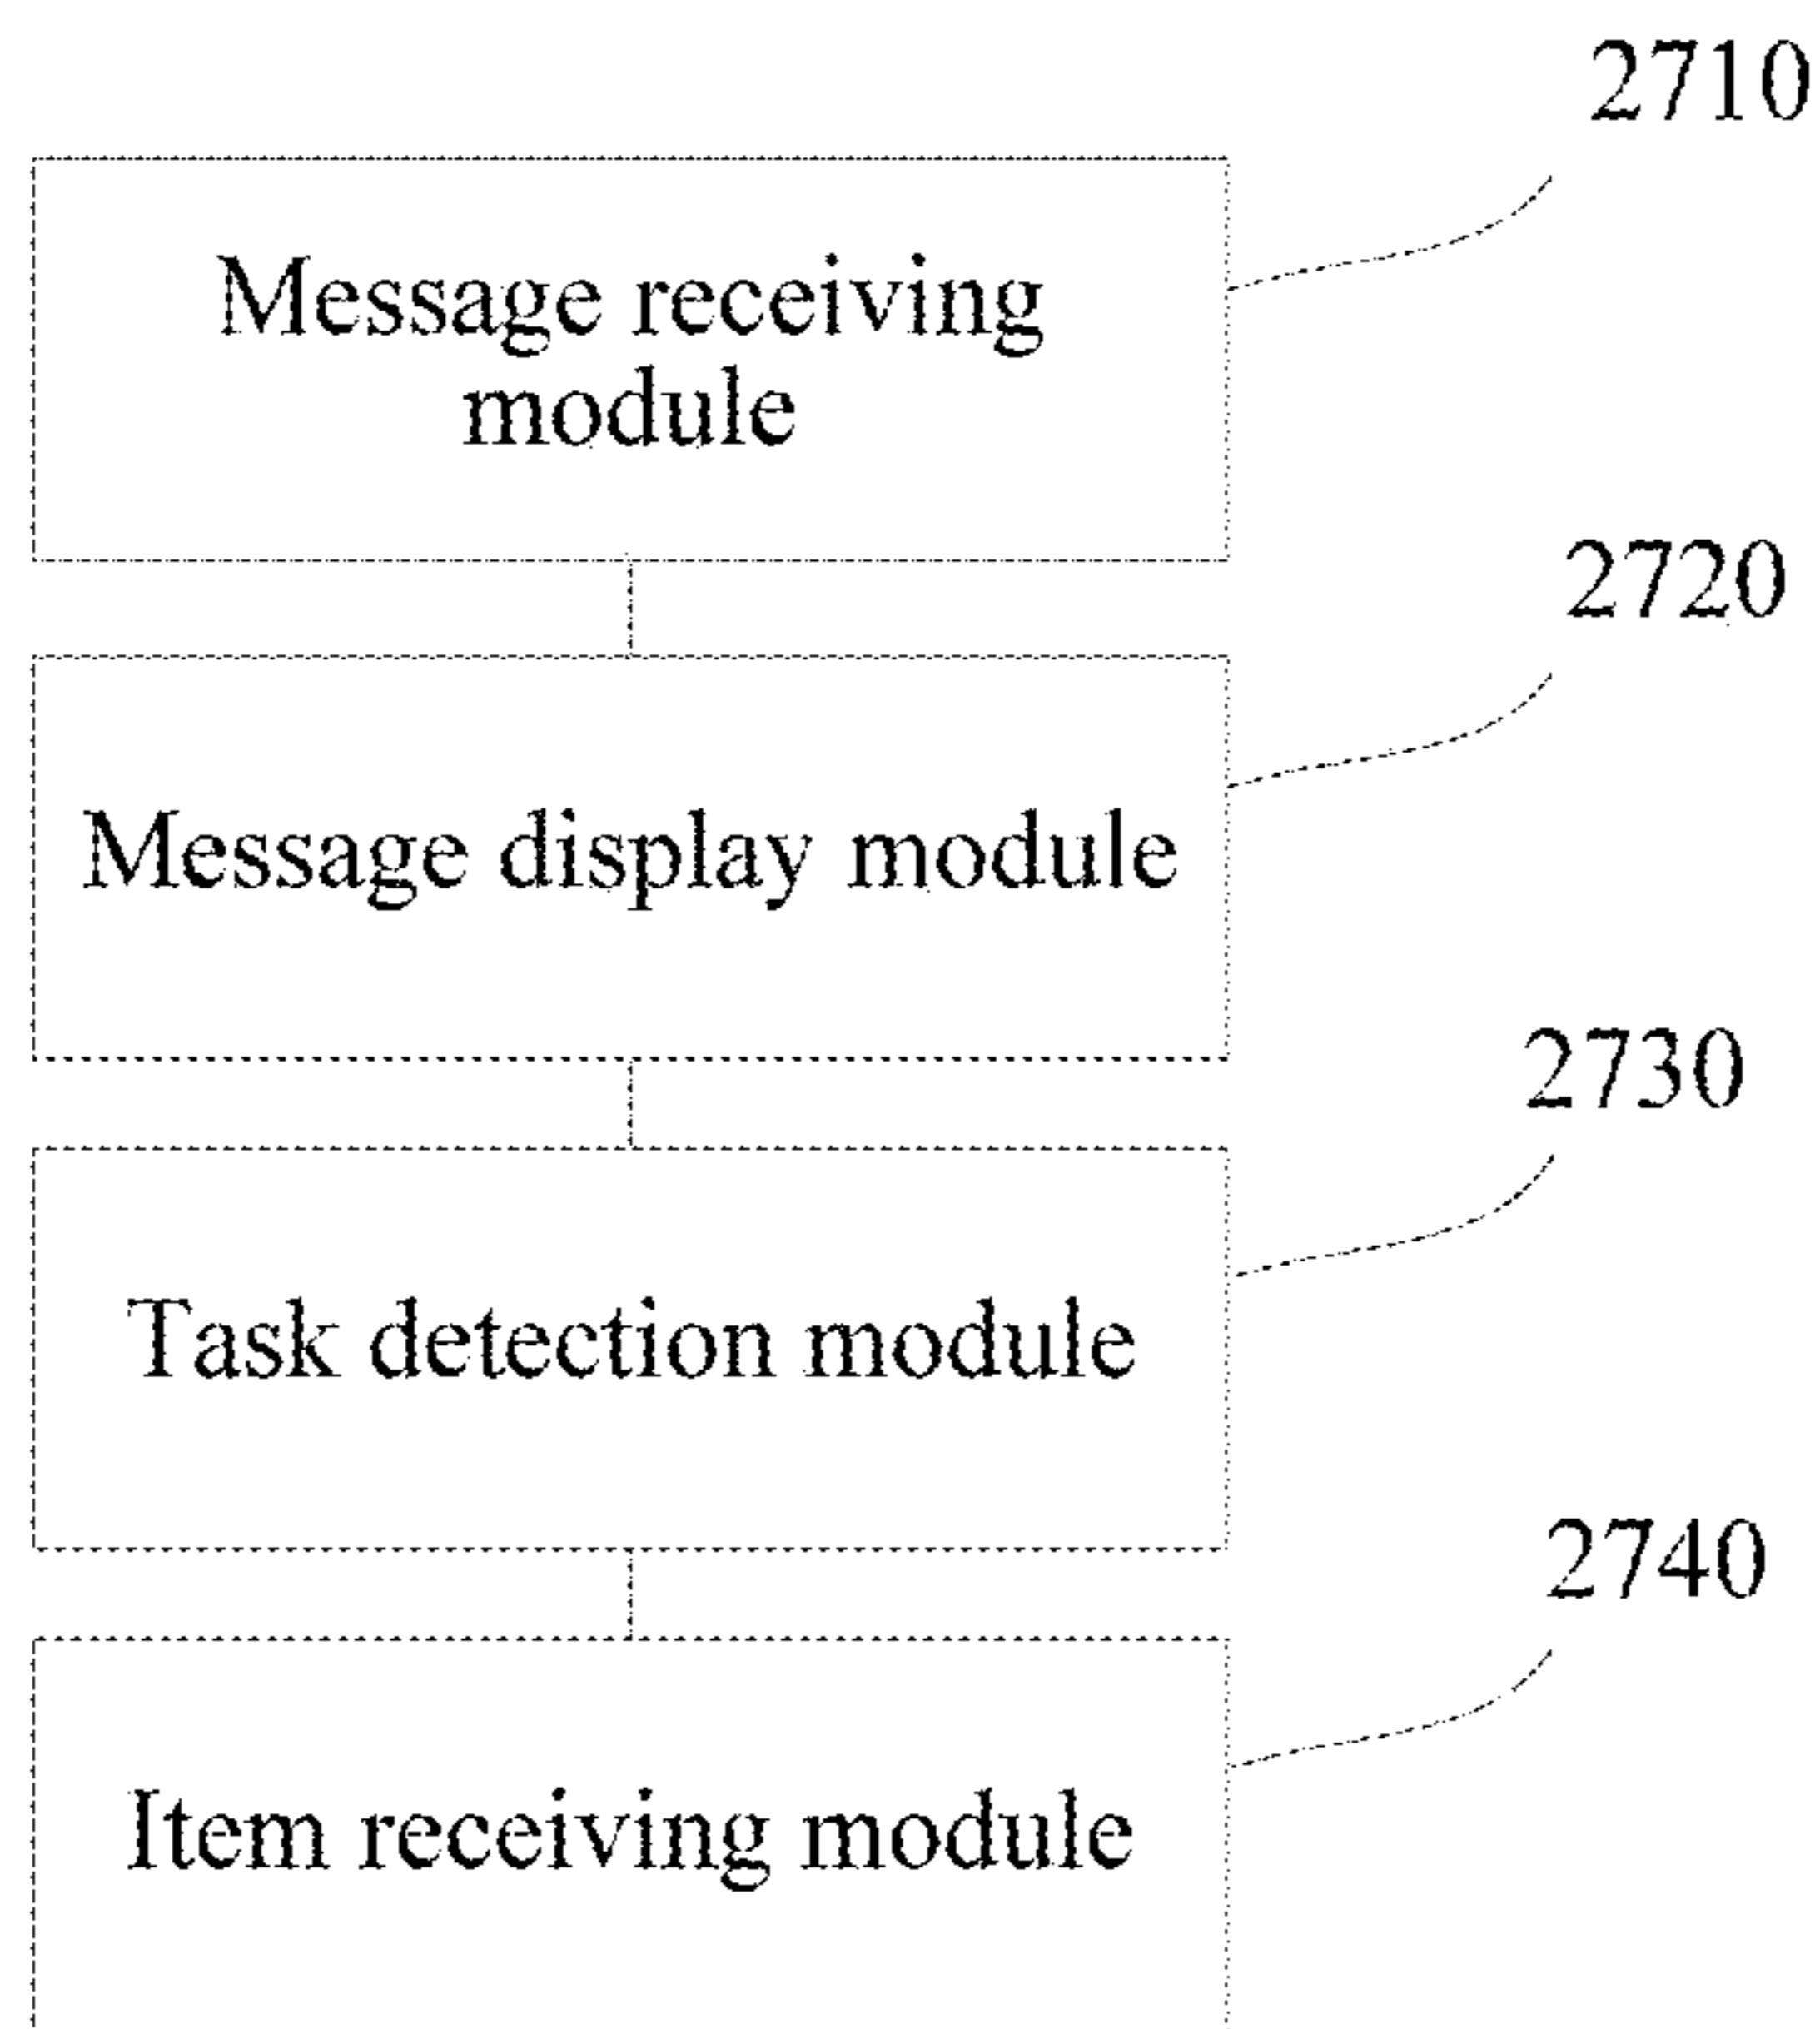 2710
Message receiving
module
2720
Message display module
2730
Task detection module
2740
Item receiving module